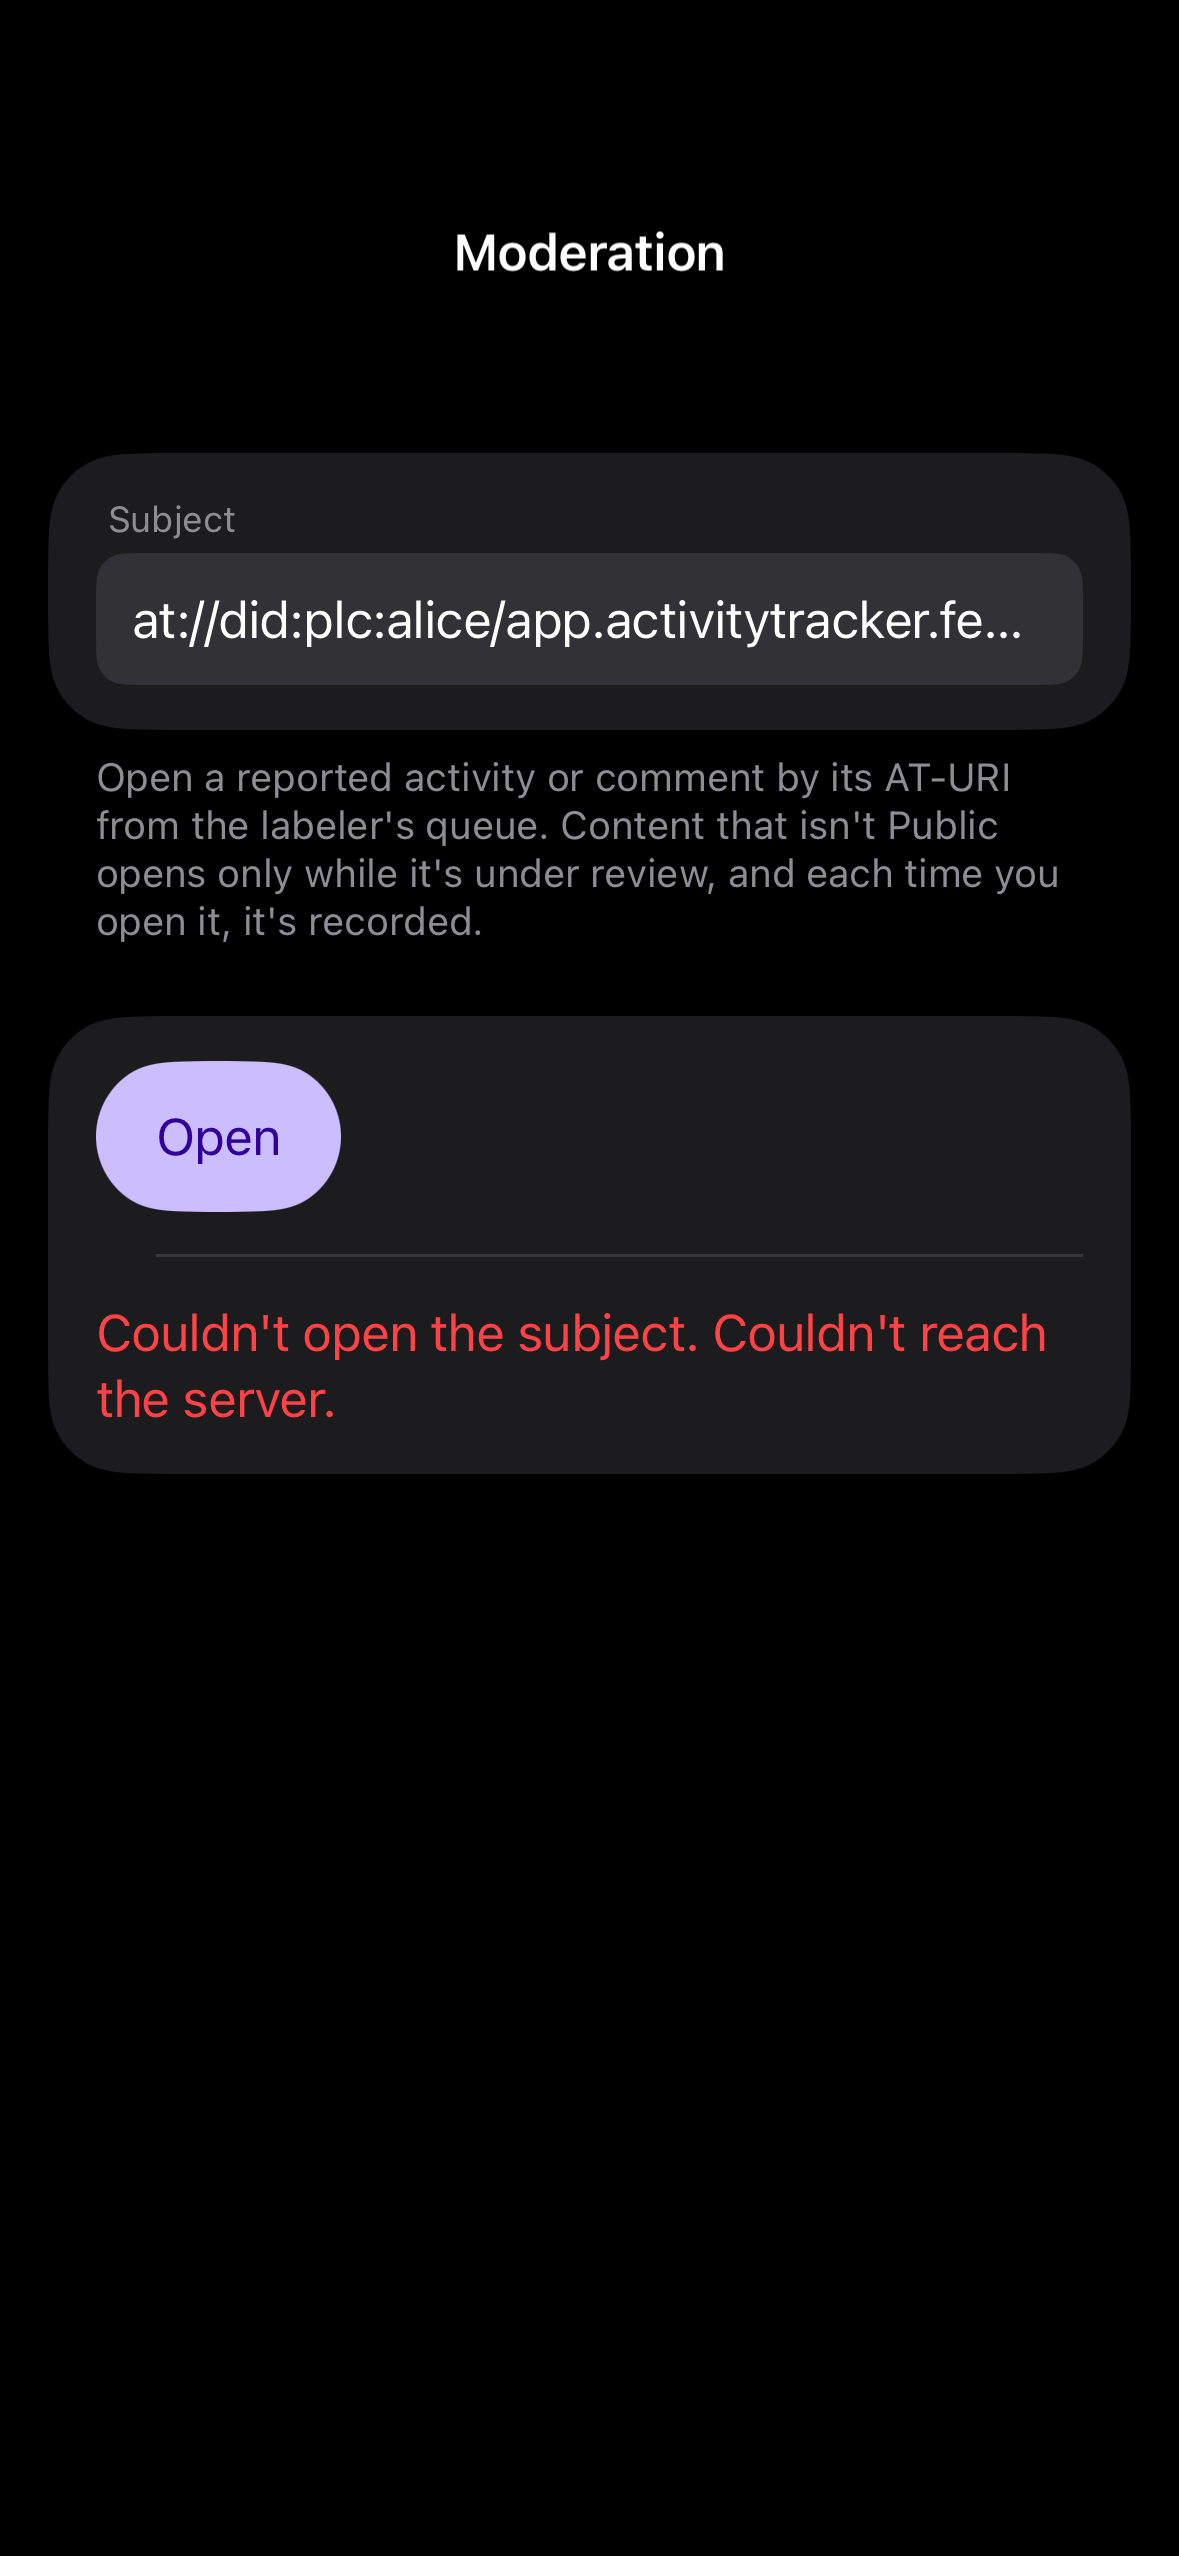 Moderation
Subject
at://did:plc:alice/app.activitytracker.fe...
Open a reported activity or comment by its AT-URI
from the labeler's queue. Content that isn't Public
opens only while it's under review, and each time you
open it, it's recorded.
Open
Couldn't open the subject. Couldn't reach
the server.